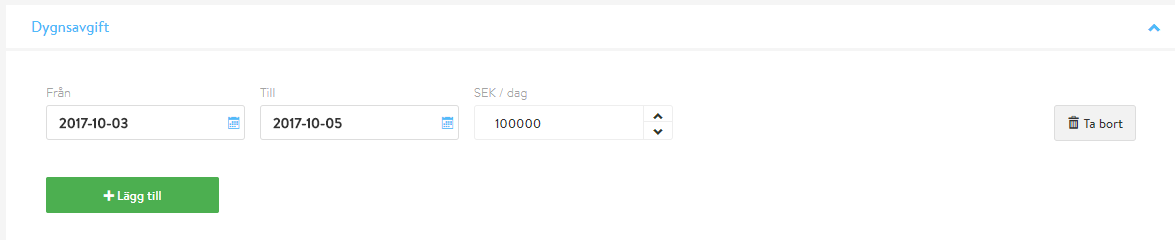 Dygnsavgift
Från Till SEK / dag
2017-10-03 2017-10-05 100000 Ta bort
Lägg till